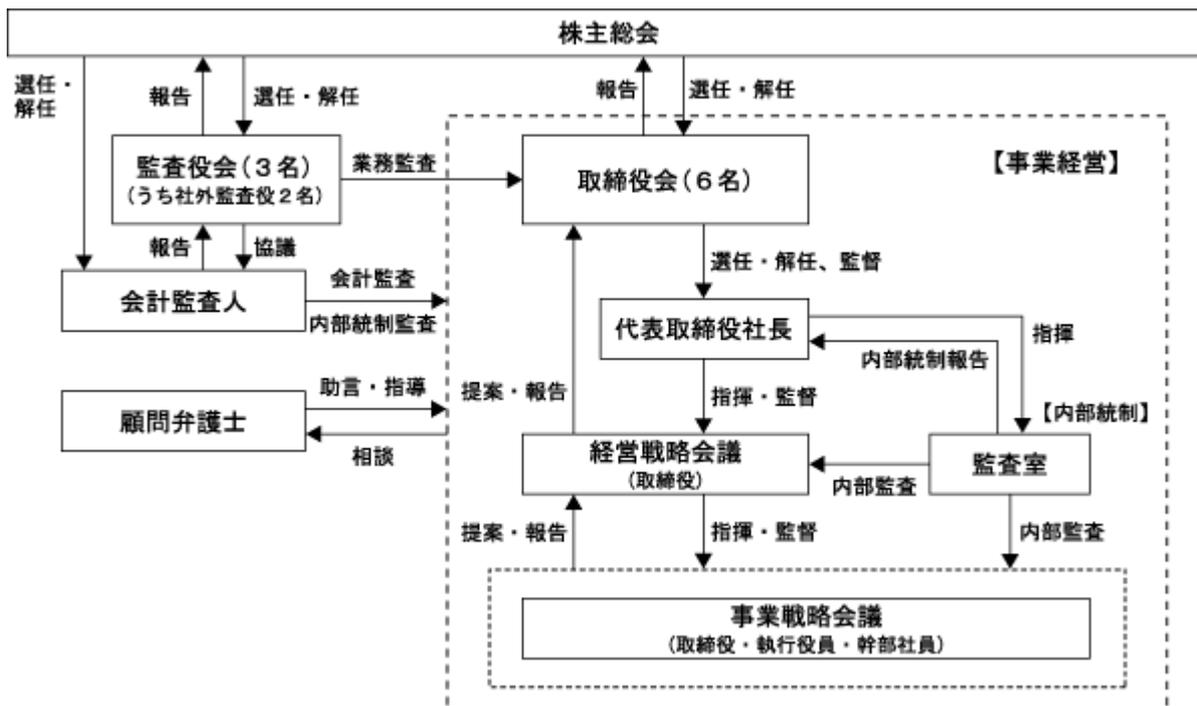 株主総会
選任・
解任
報告
選任・解任
報告
選任・解任
監査役会(3名)
(うち社外監査役2名)
業務監査
取締役会(6名)
【事業経営】
報告
協議
選任・解任、監督
会計監査人
会計監査
内部統制監査
代表取締役社長
指揮
内部統制報告
顧問弁護士
助言・指導
相談
提案・報告
指揮・監督
【内部統制】
経営戦略会議
(取締役)
内部監査
監査室
提案・報告
指揮・監督
内部監査
事業戦略会議
(取締役・執行役員・幹部社員)